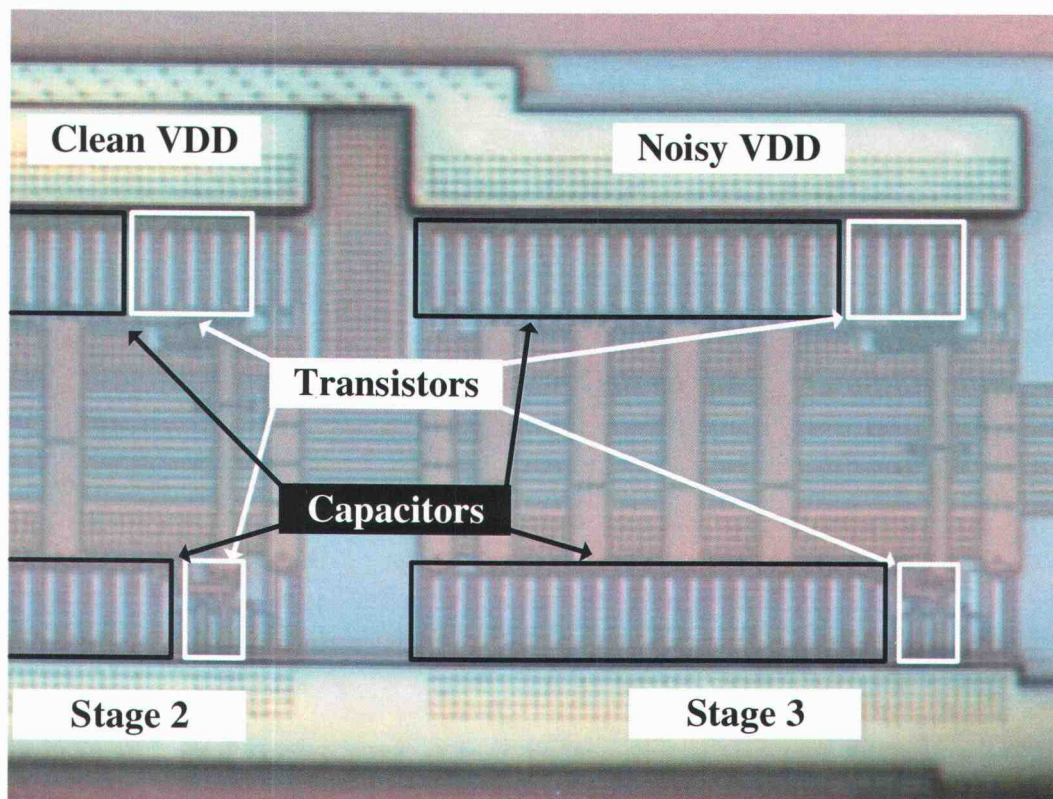 Clean VDD
Noisy VDD
Transistors
Capacitors
Stage 2
Stage 3